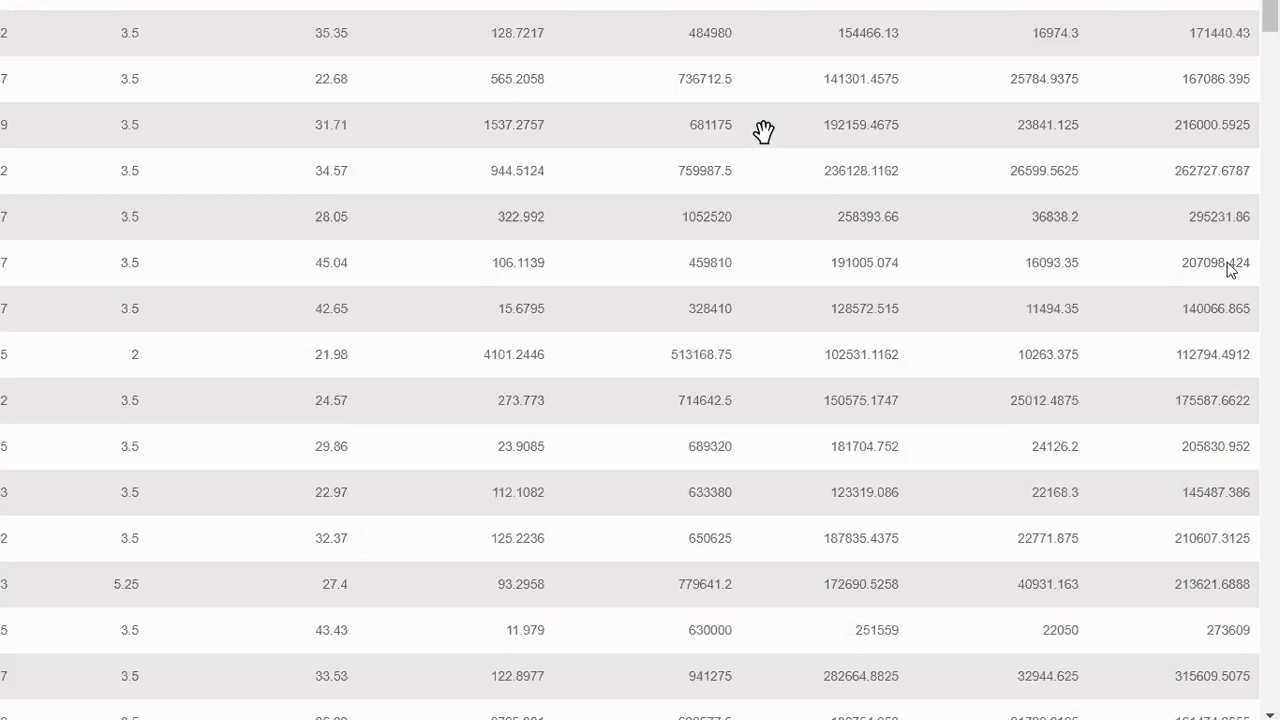 2 3.5 35.35 128.7217 484980 154466.13 16974.3 171440.43
7 3.5 22.68 565.2058 736712.5 141301.4575 25784.9375 167086.395
9 3.5 31.71 1537.2757 681175 192159.4675 23841.125 216000.5925
2 3.5 34.57 944.5124 759987.5 236128.1162 26599.5625 262727.6787
7 3.5 28.05 322.992 1052520 258393.66 36838.2 295231.86
7 3.5 45.04 106.1139 459810 191005.074 16093.35 207098.424
7 3.5 42.65 15.6795 328410 128572.515 11494.35 140066.865
5 2 21.98 4101.2446 513168.75 102531.1162 10263.375 112794.4912
2 3.5 24.57 273.773 714642.5 150575.1747 25012.4875 175587.6622
5 3.5 29.86 23.9085 689320 181704.752 24126.2 205830.952
3 3.5 22.97 112.1082 633380 123319.086 22168.3 145487.386
2 3.5 32.37 125.2236 650625 187835.4375 22771.875 210607.3125
3 5.25 27.4 93.2958 779641.2 172690.5258 40931.163 213621.6888
5 3.5 43.43 11.979 630000 251559 22050 273609
7 3.5 33.53 122.8977 941275 282664.8825 32944.625 315609.5075